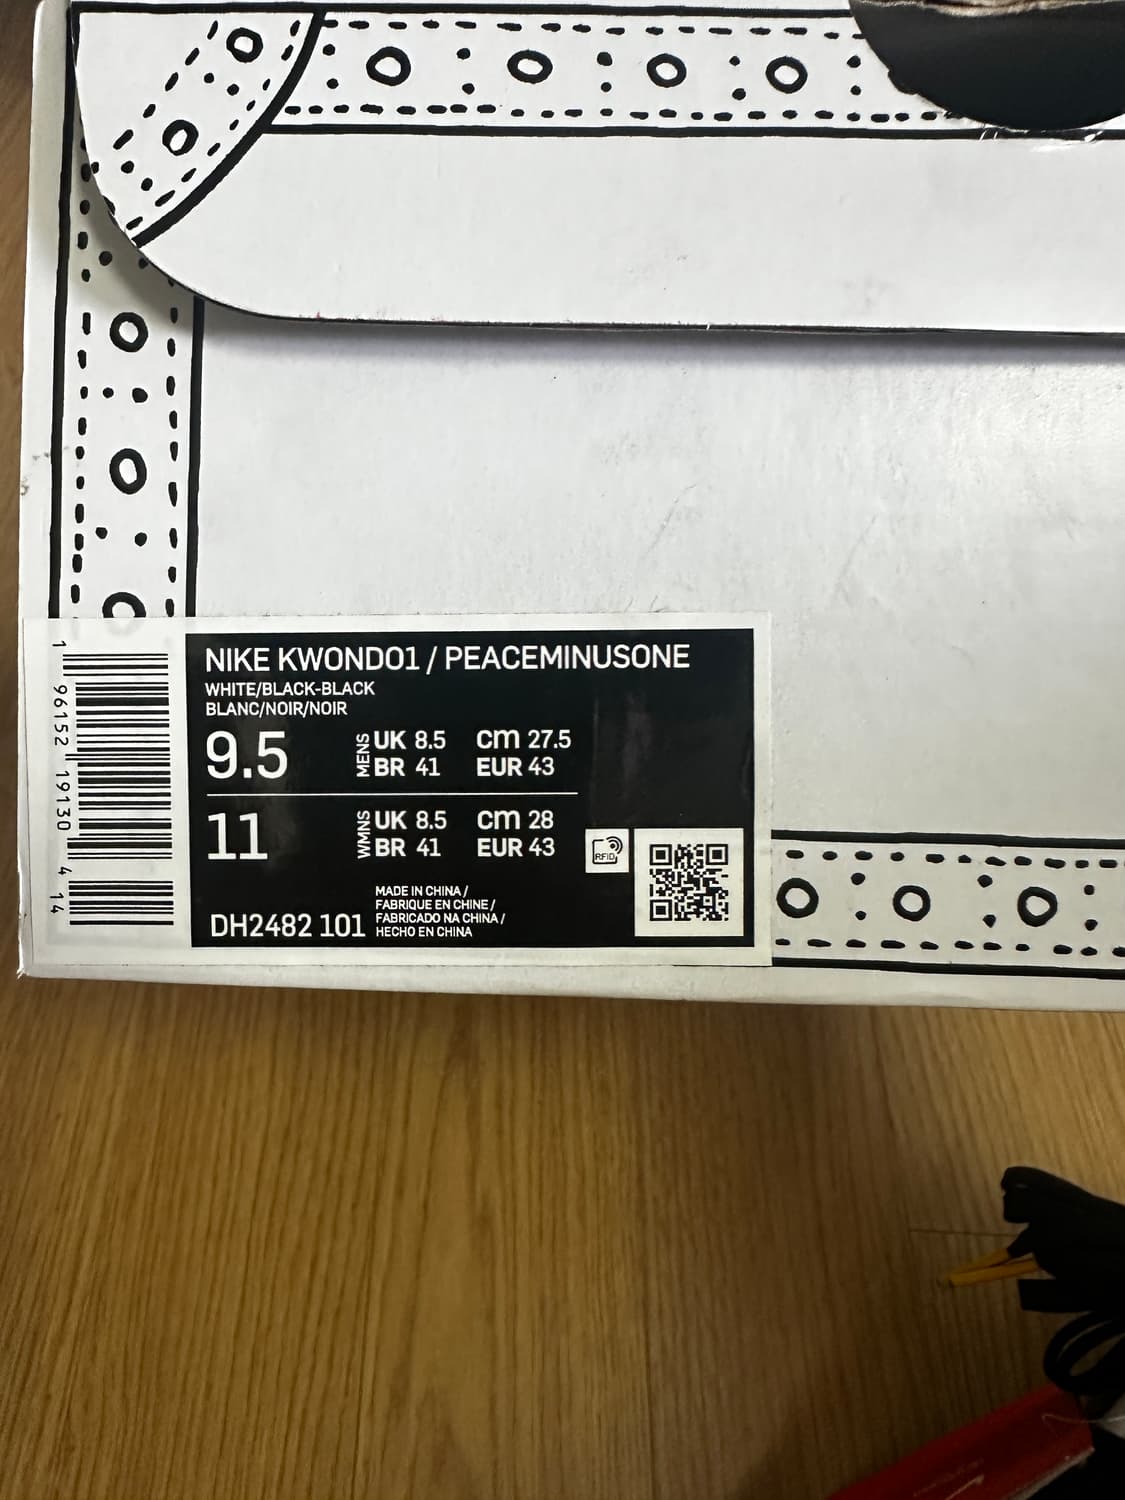 NIKE KWONDO1 / PEACEMINUSONE
WHITE/BLACK-BLACK
BLANC/NOIR/NOIR
9.5 MENS UK 8.5 cm 27.5
BR 41 EUR 43
11 WMNS UK 8.5 cm 28
BR 41 EUR 43
RFID
MADE IN CHINA /
FABRIQUE EN CHINE /
FABRICADO NA CHINA /
DH2482 101 HECHO EN CHINA
1 96152 19130 4 14